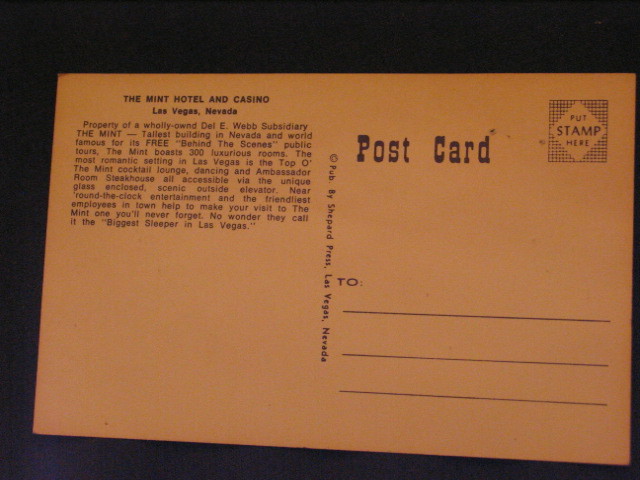 THE MINT HOTEL AND CASINO
Las Vegas, Nevada
Property of a wholly-ownd Del E. Webb Subsidiary
THE MINT — Tallest building in Nevada and world
famous for its FREE "Behind The Scenes" public
tours, The Mint boasts 300 luxurious rooms. The
most romantic setting in Las Vegas is the Top O'
The Mint cocktail lounge, dancing and Ambassador
Room Steakhouse all accessible via the unique
glass enclosed, scenic outside elevator. Near
'round-the-clock entertainment and the friendliest
employees in town help to make your visit to The
Mint one you'll never forget. No wonder they call
it the "Biggest Sleeper in Las Vegas."
© Pub. By Shepard Press, Las Vegas, Nevada
Post Card
PUT
STAMP
HERE
TO: